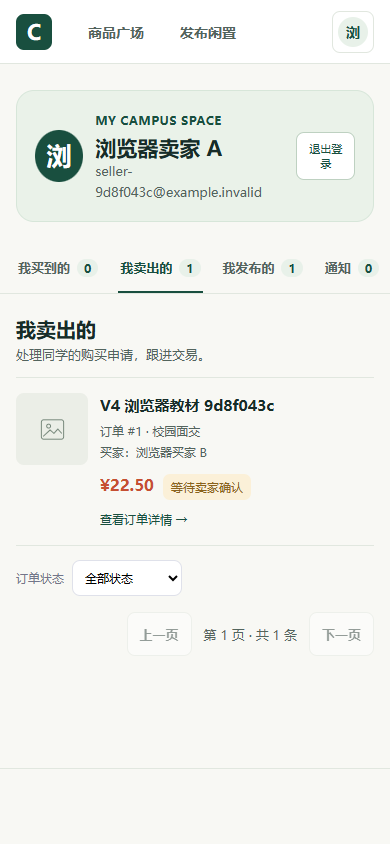 C 商品广场 发布闲置 浏
MY CAMPUS SPACE
浏 浏览器卖家 A
seller-
9d8f043c@example.invalid
退出登
录
我买到的 0 我卖出的 1 我发布的 1 通知 0
我卖出的
处理同学的购买申请，跟进交易。
V4 浏览器教材 9d8f043c
订单 #1 · 校园面交
买家：浏览器买家 B
¥22.50 等待卖家确认
查看订单详情 →
订单状态 全部状态
上一页 第 1 页 · 共 1 条 下一页